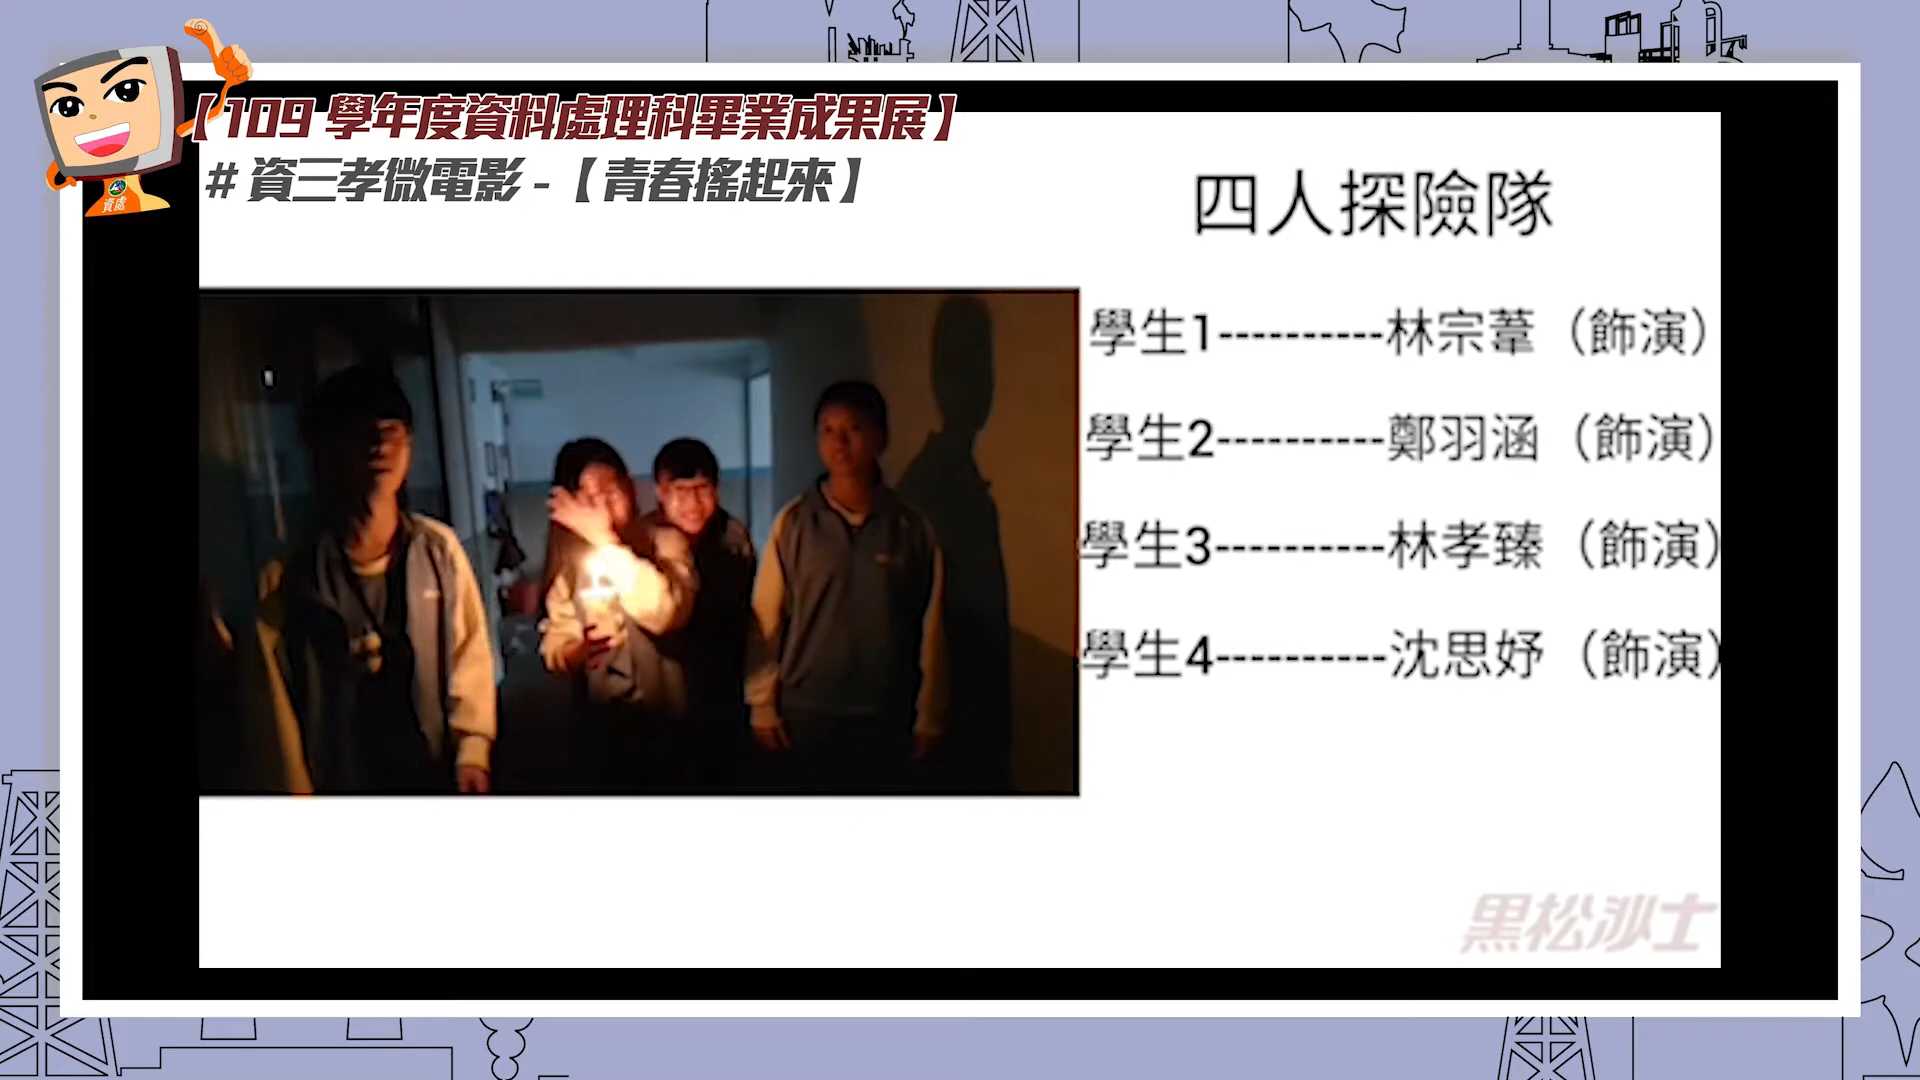 【109 學年度資料處理科畢業成果展】
# 資三孝微電影 -【青春搖起來】
資處
四人探險隊
學生1----------林宗葦（飾演）
學生2----------鄭羽涵（飾演）
學生3----------林孝臻（飾演）
學生4----------沈思妤（飾演）
黑松沙士